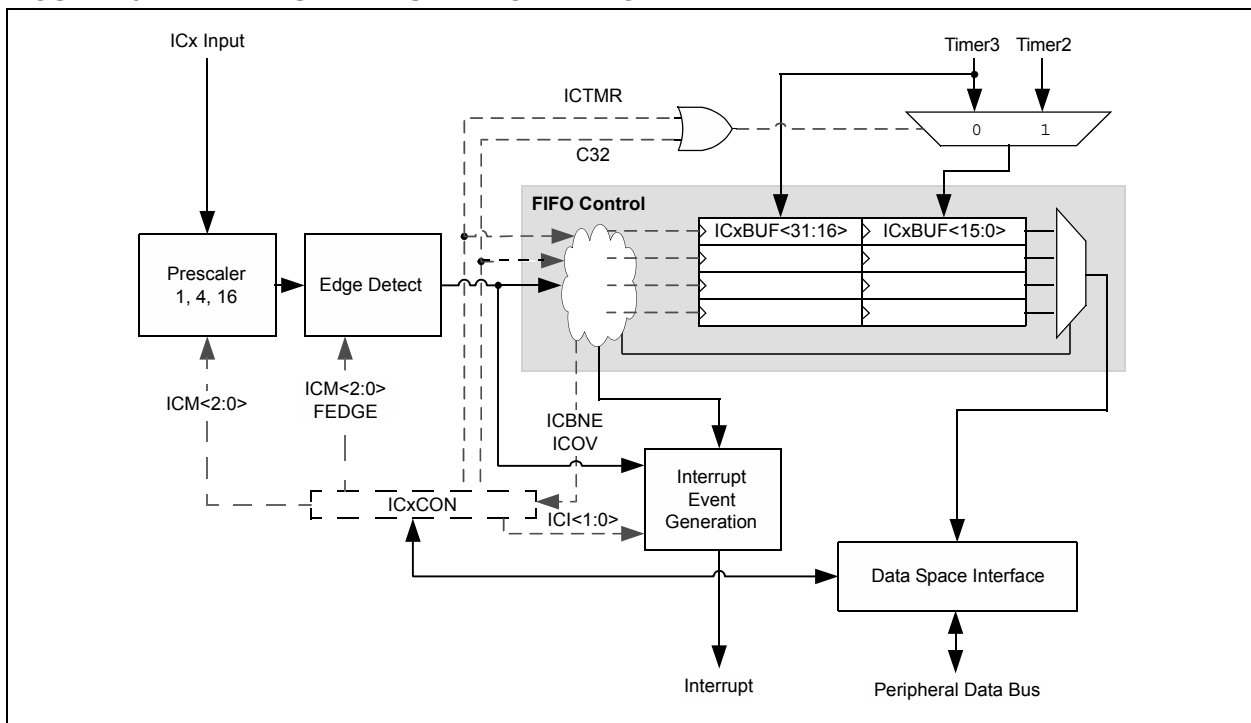 ICx Input
Timer3
Timer2
ICTMR
0
1
C32
FIFO Control
ICxBUF<31:16>
ICxBUF<15:0>
Prescaler
1, 4, 16
Edge Detect
ICM<2:0>
ICM<2:0>
FEDGE
ICBNE
ICOV
Interrupt
Event
Generation
ICxCON
ICI<1:0>
Data Space Interface
Interrupt
Peripheral Data Bus